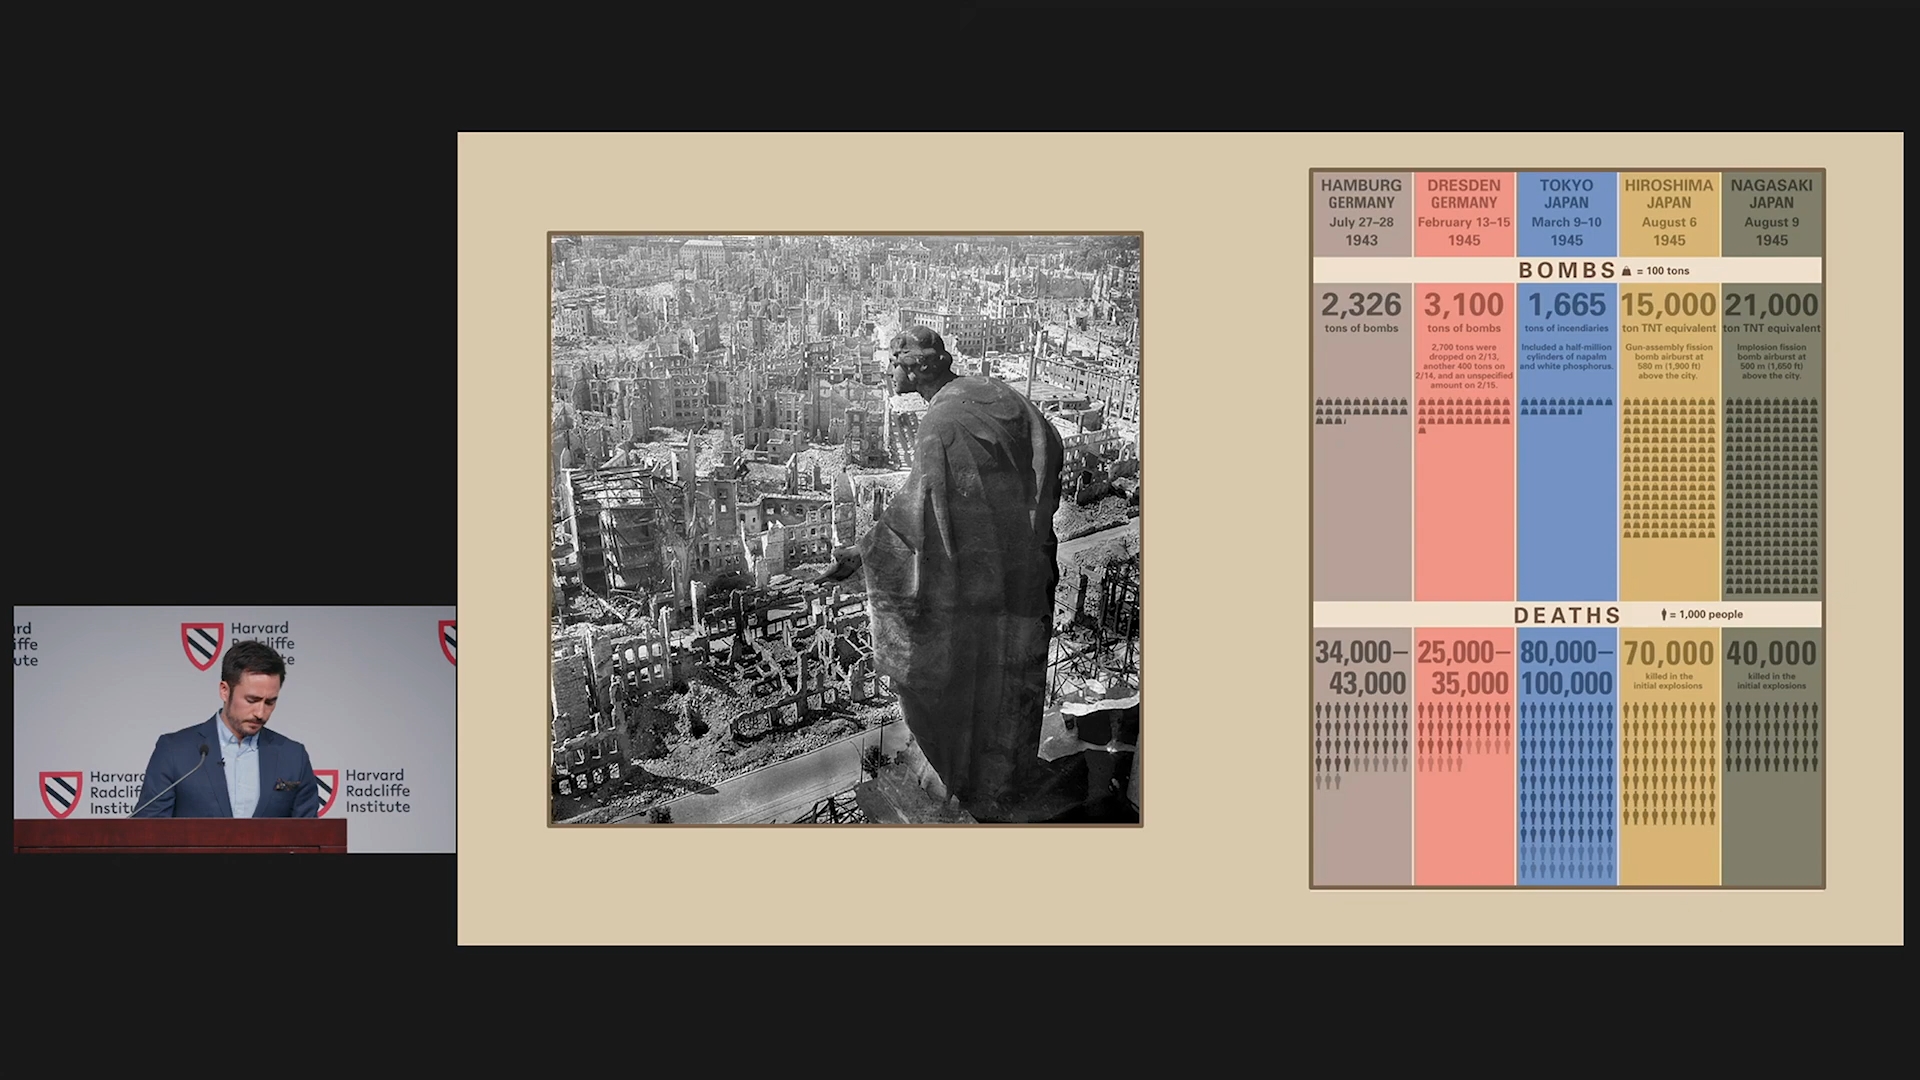 rd
iffe
ute
Harvard
Radcliffe
te
Harvard
Radcliff
Institu
Harvard
Radcliffe
Institute
HAMBURG
GERMANY
July 27–28
1943
DRESDEN
GERMANY
February 13–15
1945
TOKYO
JAPAN
March 9–10
1945
HIROSHIMA
JAPAN
August 6
1945
NAGASAKI
JAPAN
August 9
1945
BOMBS = 100 tons
2,326
tons of bombs
3,100
tons of bombs
2,700 tons were
dropped on 2/13,
another 400 tons on
2/14, and an unspecified
amount on 2/15.
1,665
tons of incendiaries
Included a half-million
cylinders of napalm
and white phosphorus.
15,000
ton TNT equivalent
Gun-assembly fission
bomb airburst at
580 m (1,900 ft)
above the city.
21,000
ton TNT equivalent
Implosion fission
bomb airburst at
500 m (1,650 ft)
above the city.
DEATHS = 1,000 people
34,000–
43,000
25,000–
35,000
80,000–
100,000
70,000
killed in the
initial explosions
40,000
killed in the
initial explosions